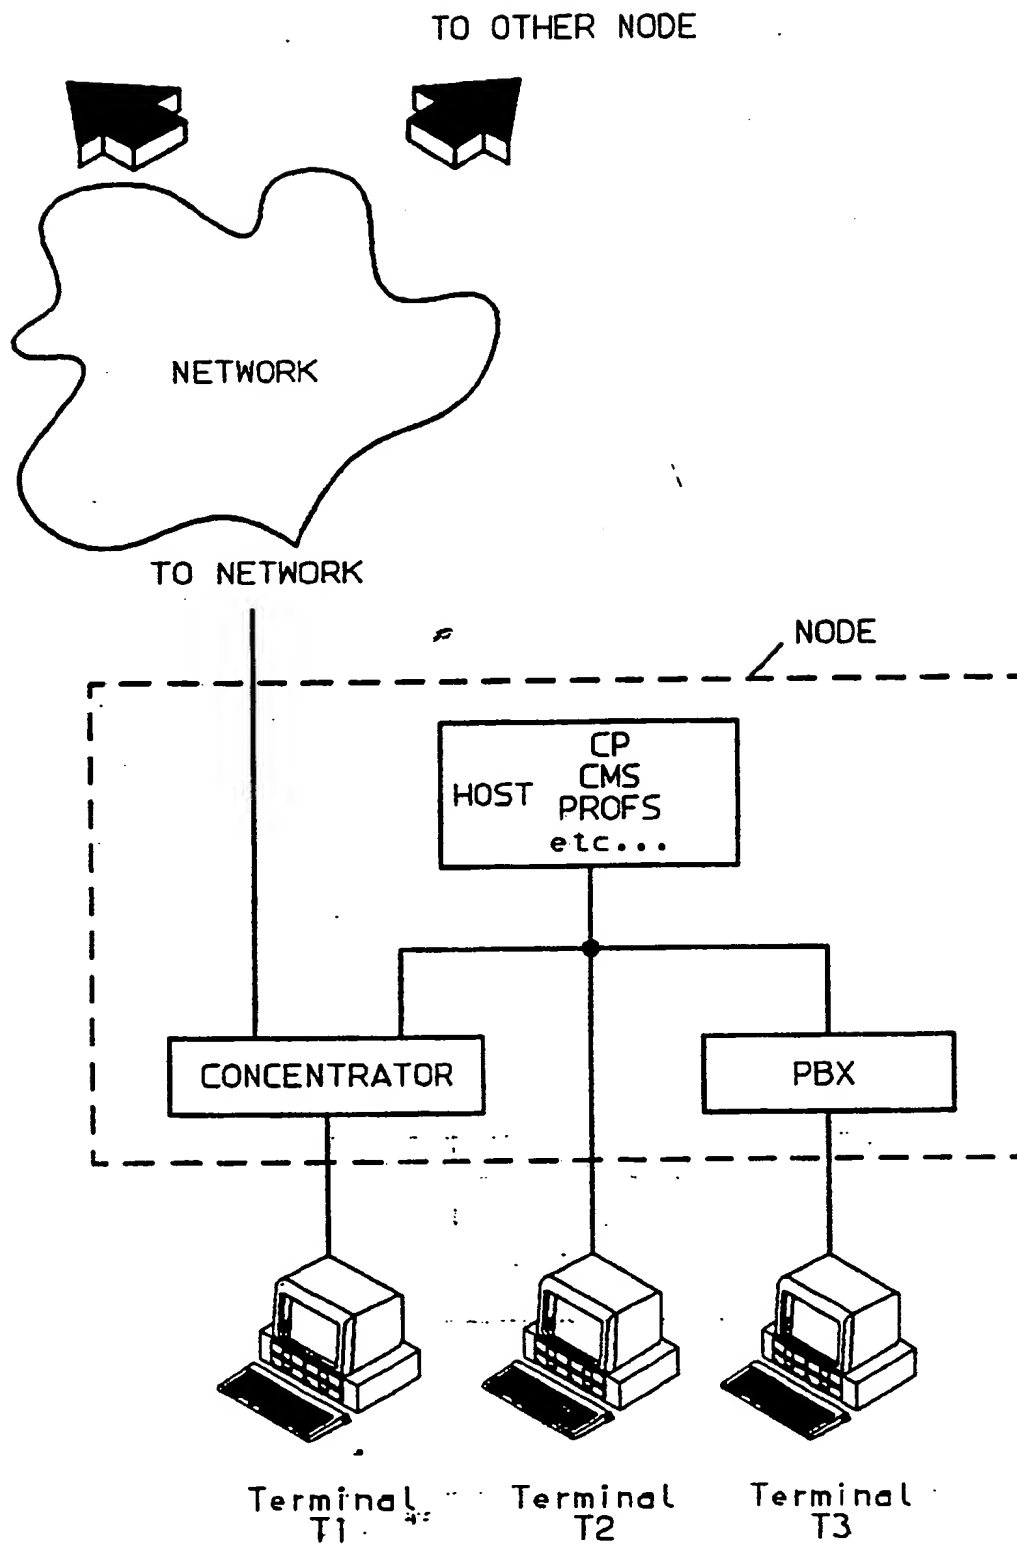 TO OTHER NODE
NETWORK
TO NETWORK
NODE
HOST
CP
CMS
PROFS
etc...
CONCENTRATOR
PBX
Terminal
T1
Terminal
T2
Terminal
T3